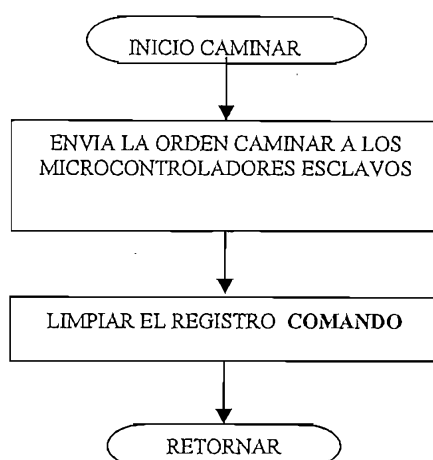 INICIO CAMINAR
ENVIA LA ORDEN CAMINAR A LOS
MICROCONTROLADORES ESCLAVOS
LIMPIAR EL REGISTRO COMANDO
RETORNAR